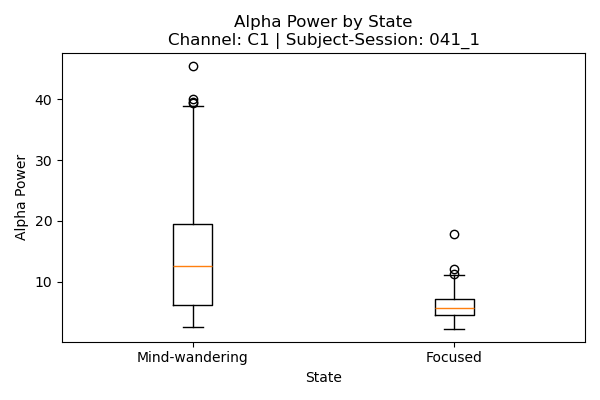 Alpha Power by State
Channel: C1 | Subject-Session: 041_1
Alpha Power
40
30
20
10
Mind-wandering
Focused
State